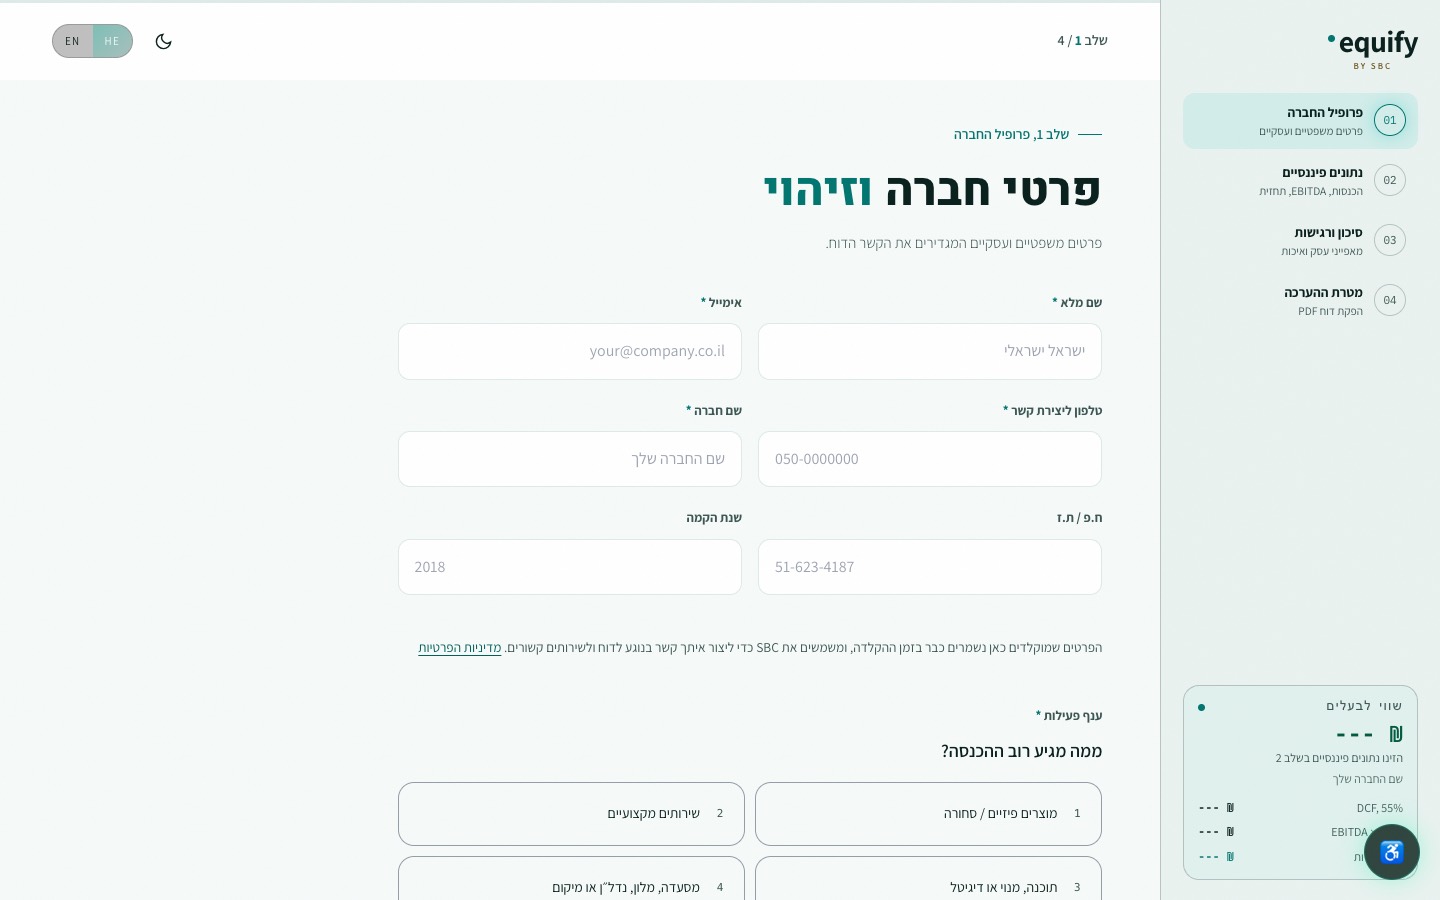 equify
BY SBC
01
פרופיל החברה
פרטים משפטיים ועסקיים
02
נתונים פיננסיים
הכנסות, EBITDA, תחזית
03
סיכון ורגישות
מאפייני עסק ואיכות
04
מטרת ההערכה
הפקת דוח PDF
שווי לבעלים
₪ ---
הזינו נתונים פיננסיים בשלב 2
שם החברה שלך
DCF, 55%
₪ ---
EBITDA
₪ ---
₪ ---
שלב 1 / 4
HE
EN
שלב 1, פרופיל החברה
פרטי חברה וזיהוי
פרטים משפטיים ועסקיים המגדירים את הקשר הדוח.
שם מלא *
ישראל ישראלי
אימייל *
your@company.co.il
טלפון ליצירת קשר *
050-0000000
שם חברה *
שם החברה שלך
ח.פ / ת.ז
51-623-4187
שנת הקמה
2018
הפרטים שמוקלדים כאן נשמרים כבר בזמן ההקלדה, ומשמשים את SBC כדי ליצור איתך קשר בנוגע לדוח ולשירותים קשורים. מדיניות הפרטיות
ענף פעילות *
ממה מגיע רוב ההכנסה?
1 מוצרים פיזיים / סחורה
2 שירותים מקצועיים
3 תוכנה, מנוי או דיגיטל
4 מסעדה, מלון, נדל״ן או מיקום